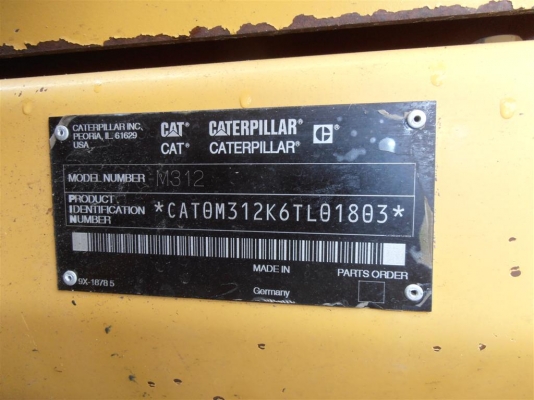 CATERPILLAR INC.
PEORIA, IL. 61629
USA
CAT® CATERPILLAR®
CAT® CATERPILLAR®
MODEL NUMBER M312
PRODUCT
IDENTIFICATION
NUMBER
*CAT0M312K6TL01803*
MADE IN
Germany
PARTS ORDER
9X-1678 5